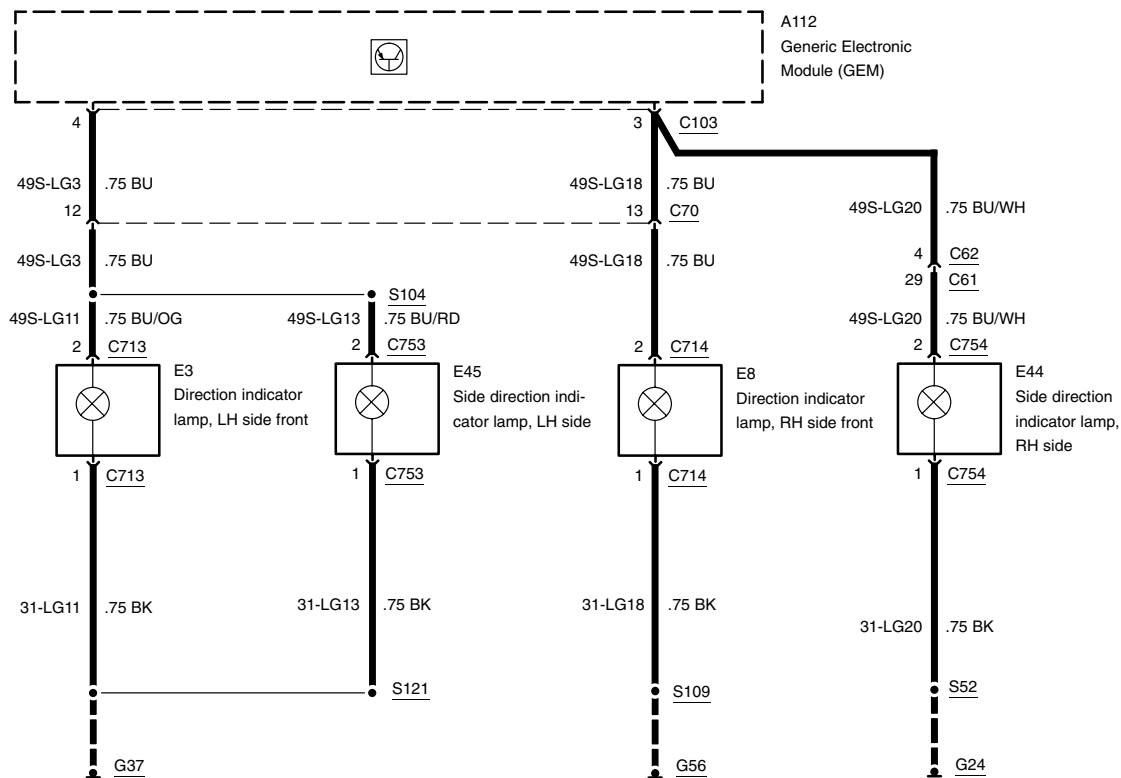 A112
Generic Electronic
Module (GEM)
4
3
C103
49S-LG3 .75 BU
49S-LG18 .75 BU
49S-LG20 .75 BU/WH
12
13
C70
4
C62
49S-LG3 .75 BU
49S-LG18 .75 BU
29
C61
S104
49S-LG11 .75 BU/OG
49S-LG13 .75 BU/RD
49S-LG20 .75 BU/WH
2
C713
2
C753
2
C714
2
C754
E3
Direction indicator
lamp, LH side front
E45
Side direction indi-
cator lamp, LH side
E8
Direction indicator
lamp, RH side front
E44
Side direction
indicator lamp,
RH side
1
C713
1
C753
1
C714
1
C754
31-LG11 .75 BK
31-LG13 .75 BK
31-LG18 .75 BK
31-LG20 .75 BK
S121
S109
S52
G37
G56
G24